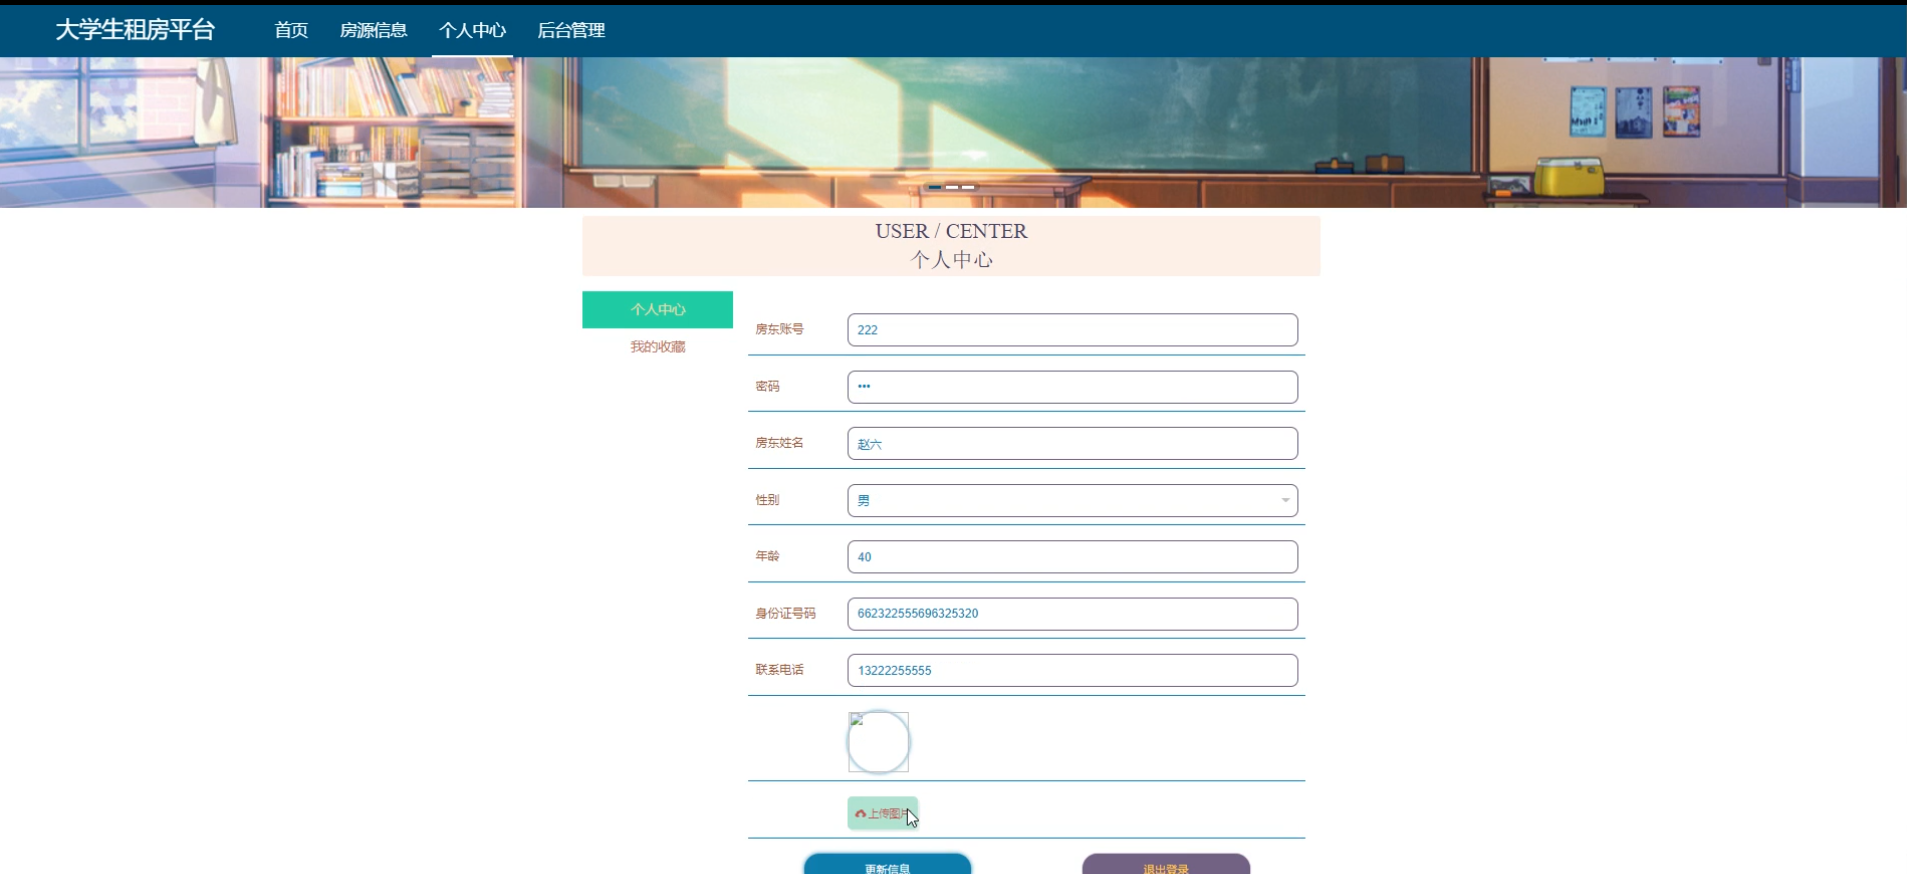 大学生租房平台 首页 房源信息 个人中心 后台管理
USER / CENTER
个人中心
个人中心
我的收藏
房东账号 222
密码 •••
房东姓名 赵六
性别 男
年龄 40
身份证号码 662322555696325320
联系电话 13222255555
上传图片
更新信息 退出登录